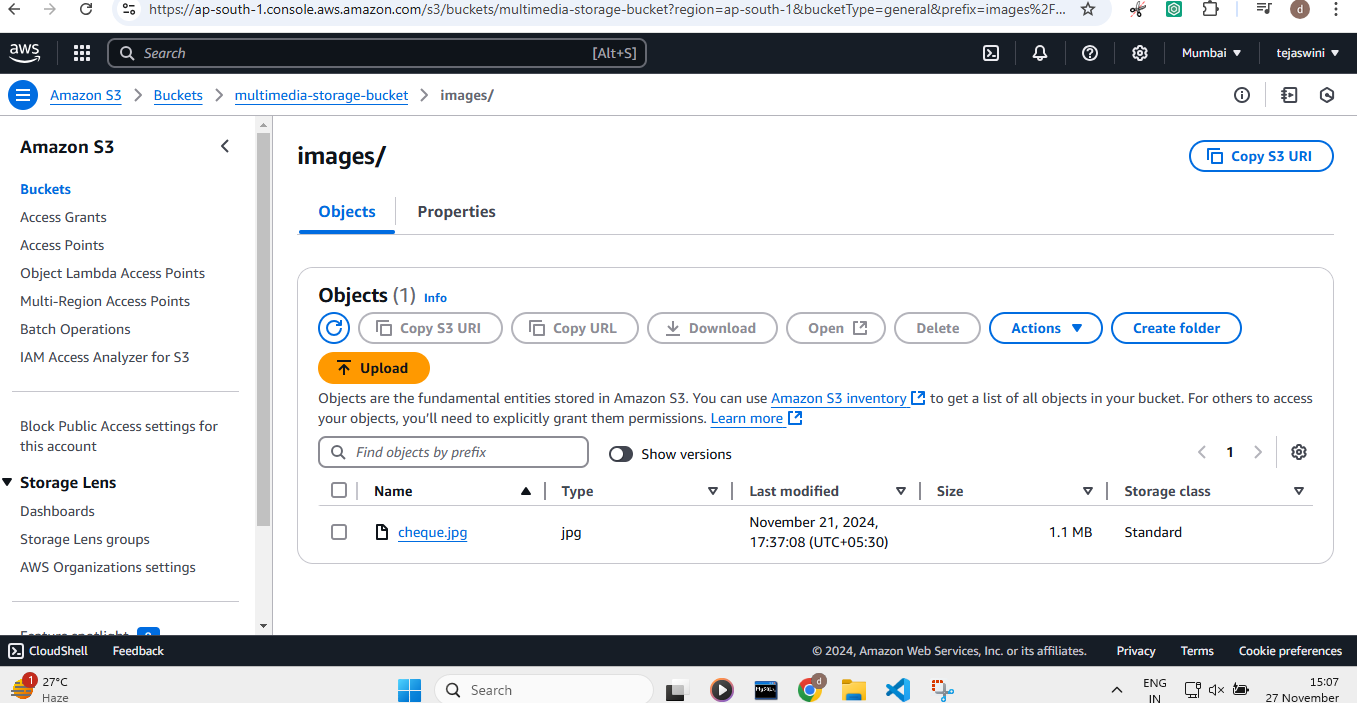 https://ap-south-1.console.aws.amazon.com/s3/buckets/multimedia-storage-bucket?region=ap-south-1&bucketType=general&prefix=images%2F...
d
aws
Search
[Alt+S]
Mumbai
tejaswini
Amazon S3
Buckets
multimedia-storage-bucket
images/
Amazon S3
Buckets
Access Grants
Access Points
Object Lambda Access Points
Multi-Region Access Points
Batch Operations
IAM Access Analyzer for S3
Block Public Access settings for
this account
Storage Lens
Dashboards
Storage Lens groups
AWS Organizations settings
Feature spotlight
images/
Copy S3 URI
Objects
Properties
Objects (1) Info
Copy S3 URI
Copy URL
Download
Open
Delete
Actions
Create folder
Upload
Objects are the fundamental entities stored in Amazon S3. You can use Amazon S3 inventory to get a list of all objects in your bucket. For others to access
your objects, you'll need to explicitly grant them permissions. Learn more
Find objects by prefix
Show versions
1
Name
Type
Last modified
Size
Storage class
cheque.jpg
jpg
November 21, 2024,
17:37:08 (UTC+05:30)
1.1 MB
Standard
CloudShell
Feedback
© 2024, Amazon Web Services, Inc. or its affiliates.
Privacy
Terms
Cookie preferences
1
27°C
Haze
Search
MySQL
d
ENG
IN
15:07
27 November